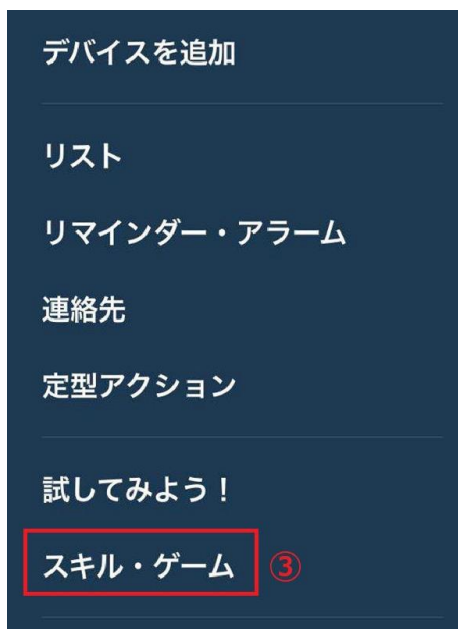 デバイスを追加
リスト
リマインダー・アラーム
連絡先
定型アクション
試してみよう！
スキル・ゲーム ③